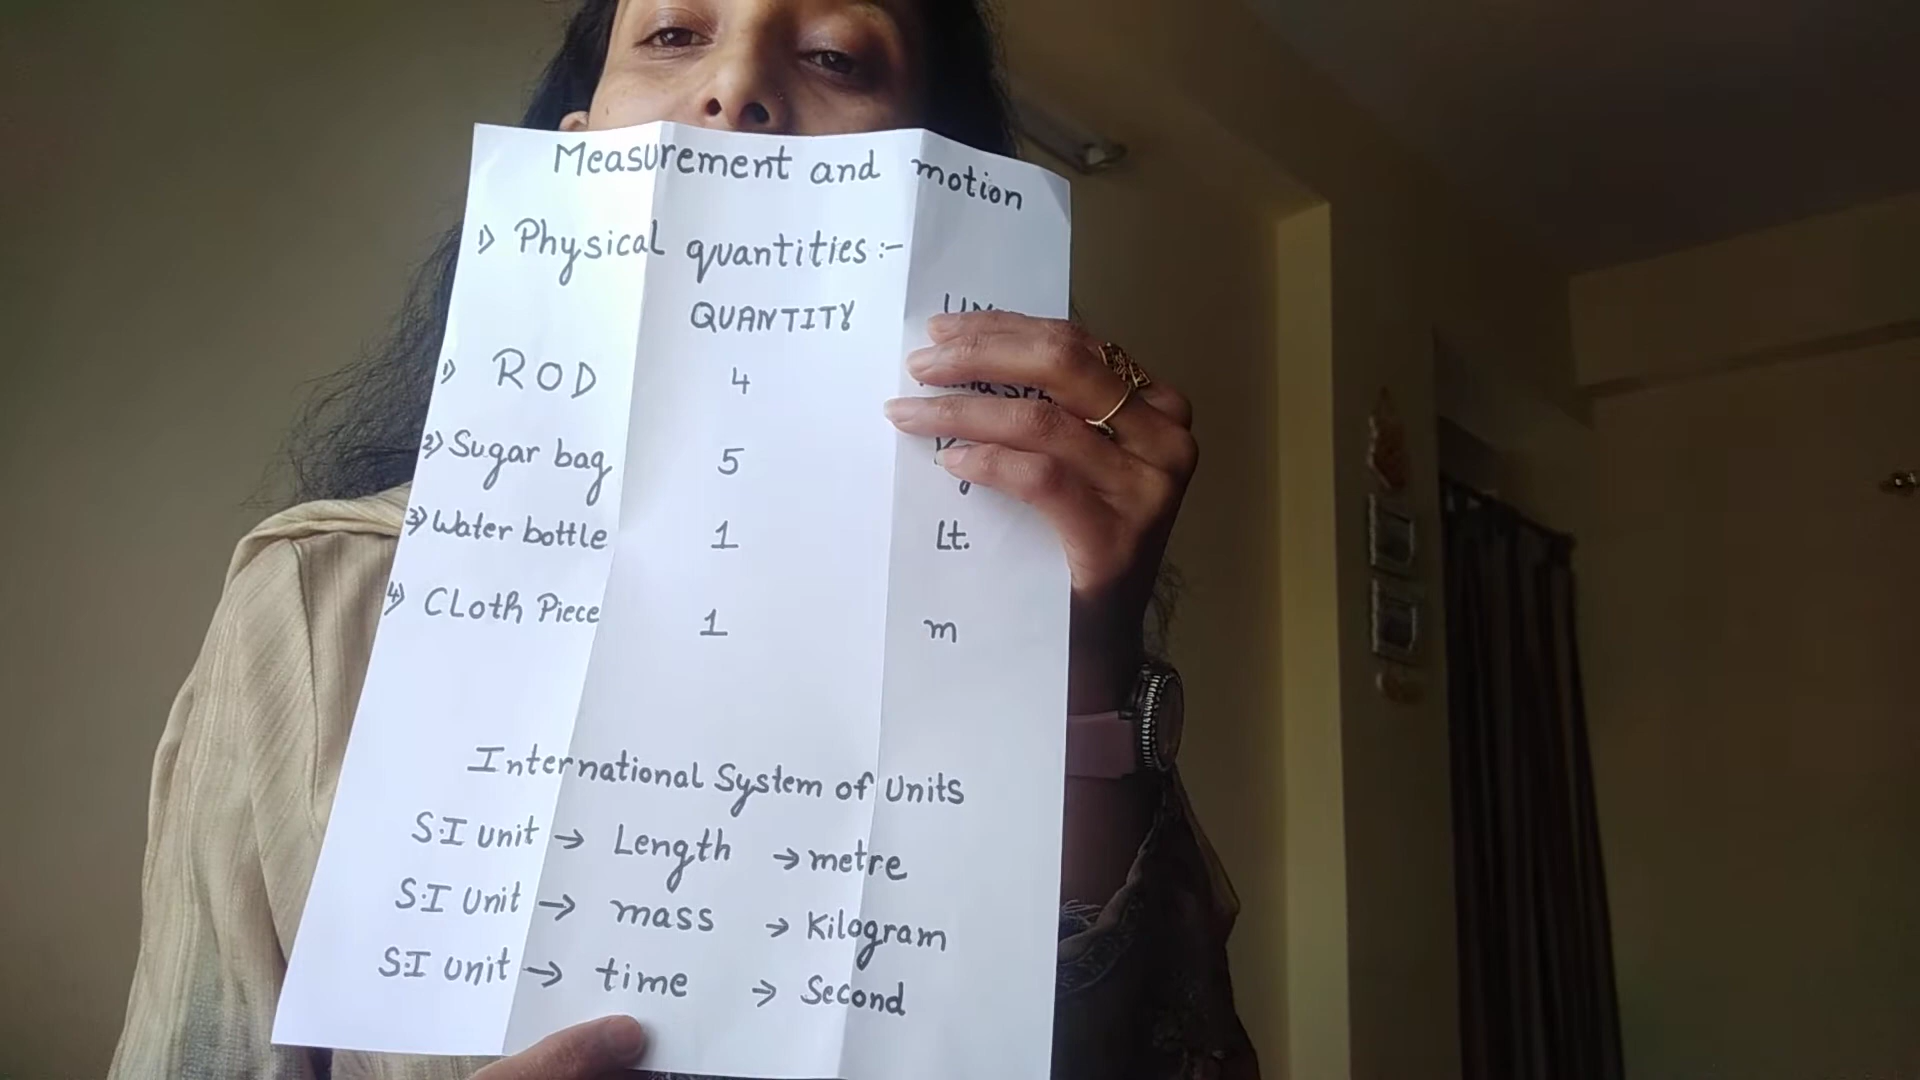 Measurement and motion
1) Physical quantities :-
QUANTITY
1) ROD 4
2) Sugar bag 5
3) Water bottle 1 Lt.
4) CLoth Piece 1 m
International System of Units
S.I unit → Length → metre
S.I Unit → mass → Kilogram
S.I unit → time → Second